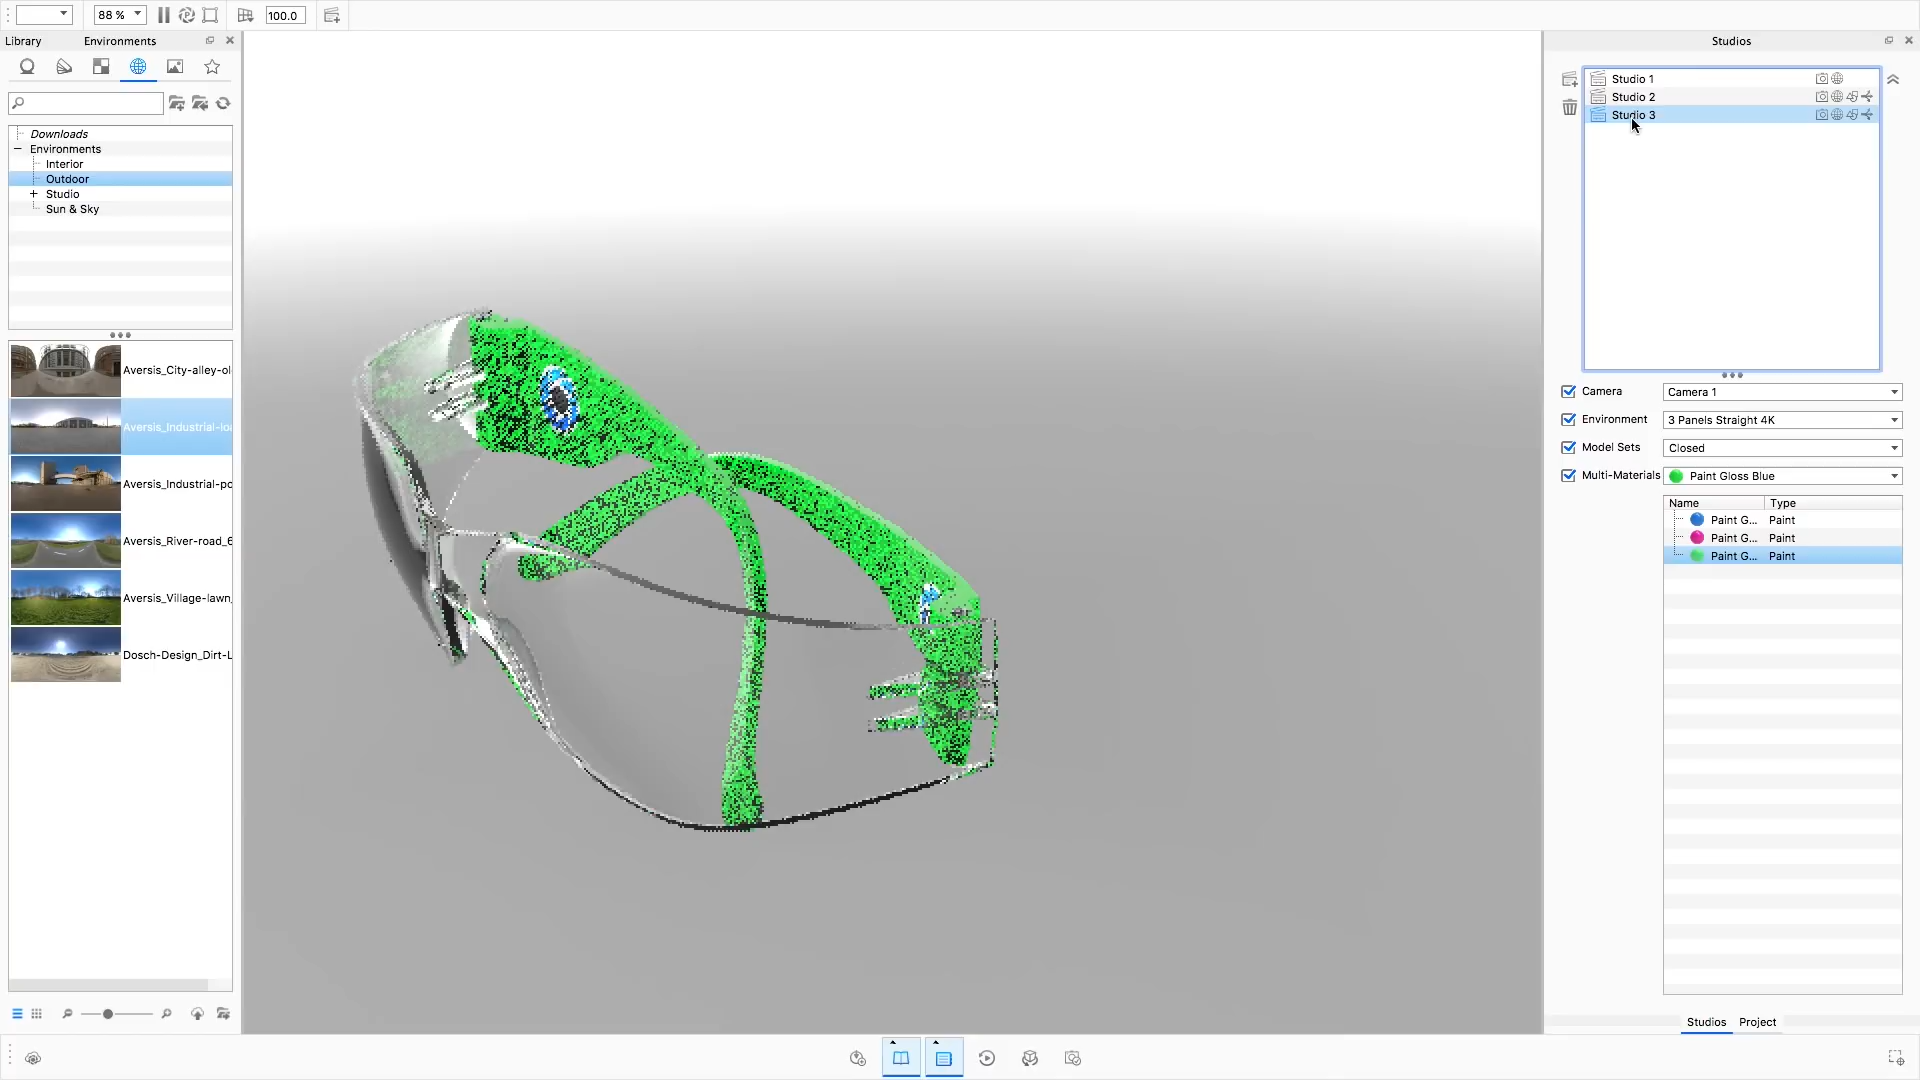 88 %
100.0
Library
Environments
Downloads
Environments
Interior
Outdoor
Studio
Sun & Sky
Aversis_City-alley-ol
Aversis_Industrial-loa
Aversis_Industrial-po
Aversis_River-road_6
Aversis_Village-lawn_
Dosch-Design_Dirt-L
Studios
Studio 1
Studio 2
Studio 3
Camera
Camera 1
Environment
3 Panels Straight 4K
Model Sets
Closed
Multi-Materials
Paint Gloss Blue
Name
Type
Paint G...
Paint
Paint G...
Paint
Paint G...
Paint
Studios
Project